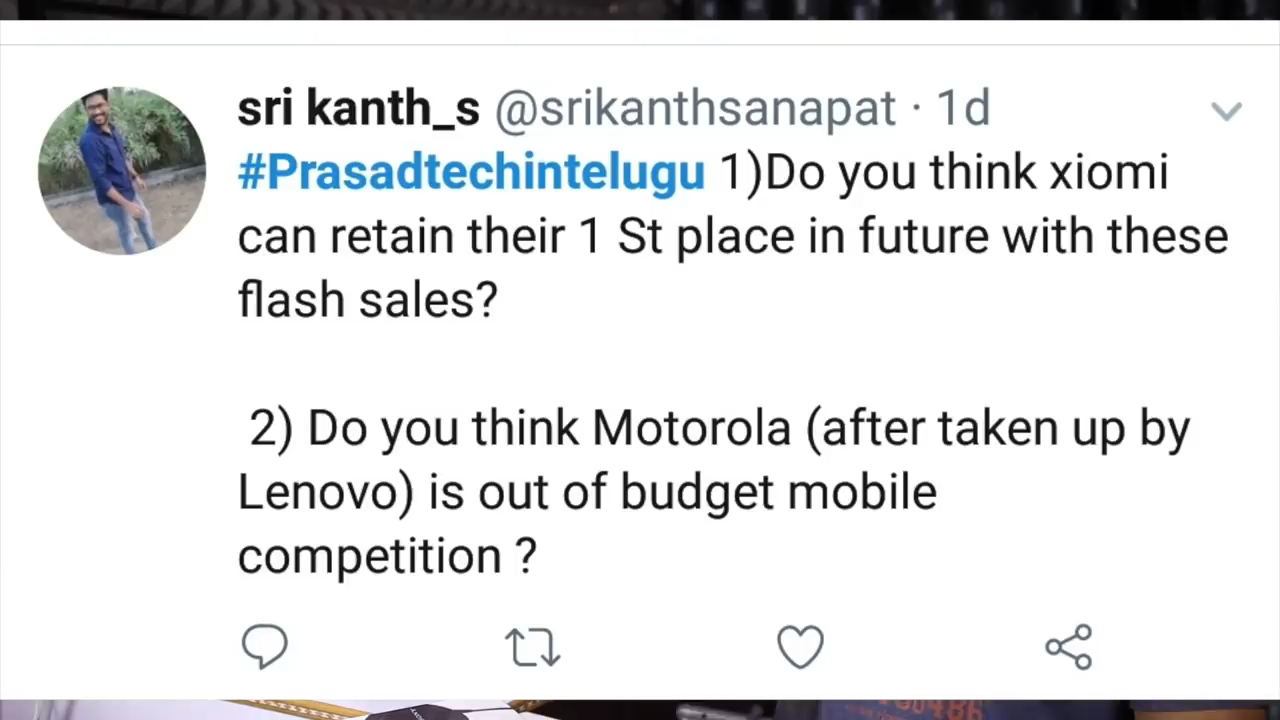 sri kanth_s @srikanthsanapat · 1d
#Prasadtechintelugu 1)Do you think xiomi
can retain their 1 St place in future with these
flash sales?
2) Do you think Motorola (after taken up by
Lenovo) is out of budget mobile
competition ?